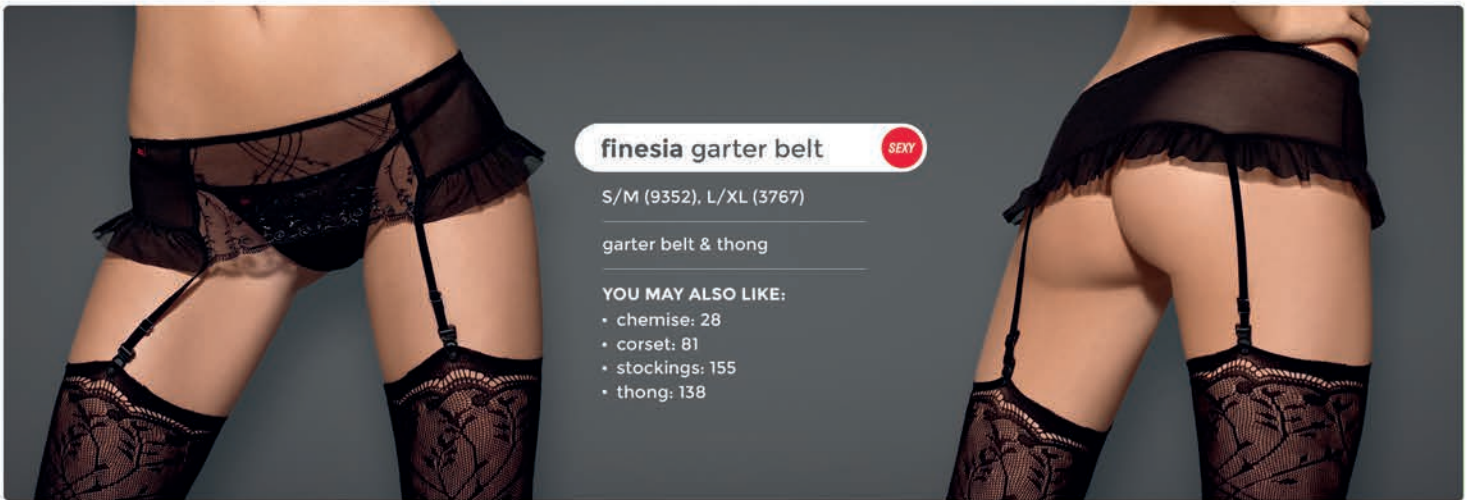 finesia garter belt
SEXY
S/M (9352), L/XL (3767)
garter belt & thong
YOU MAY ALSO LIKE:
• chemise: 28
• corset: 81
• stockings: 155
• thong: 138